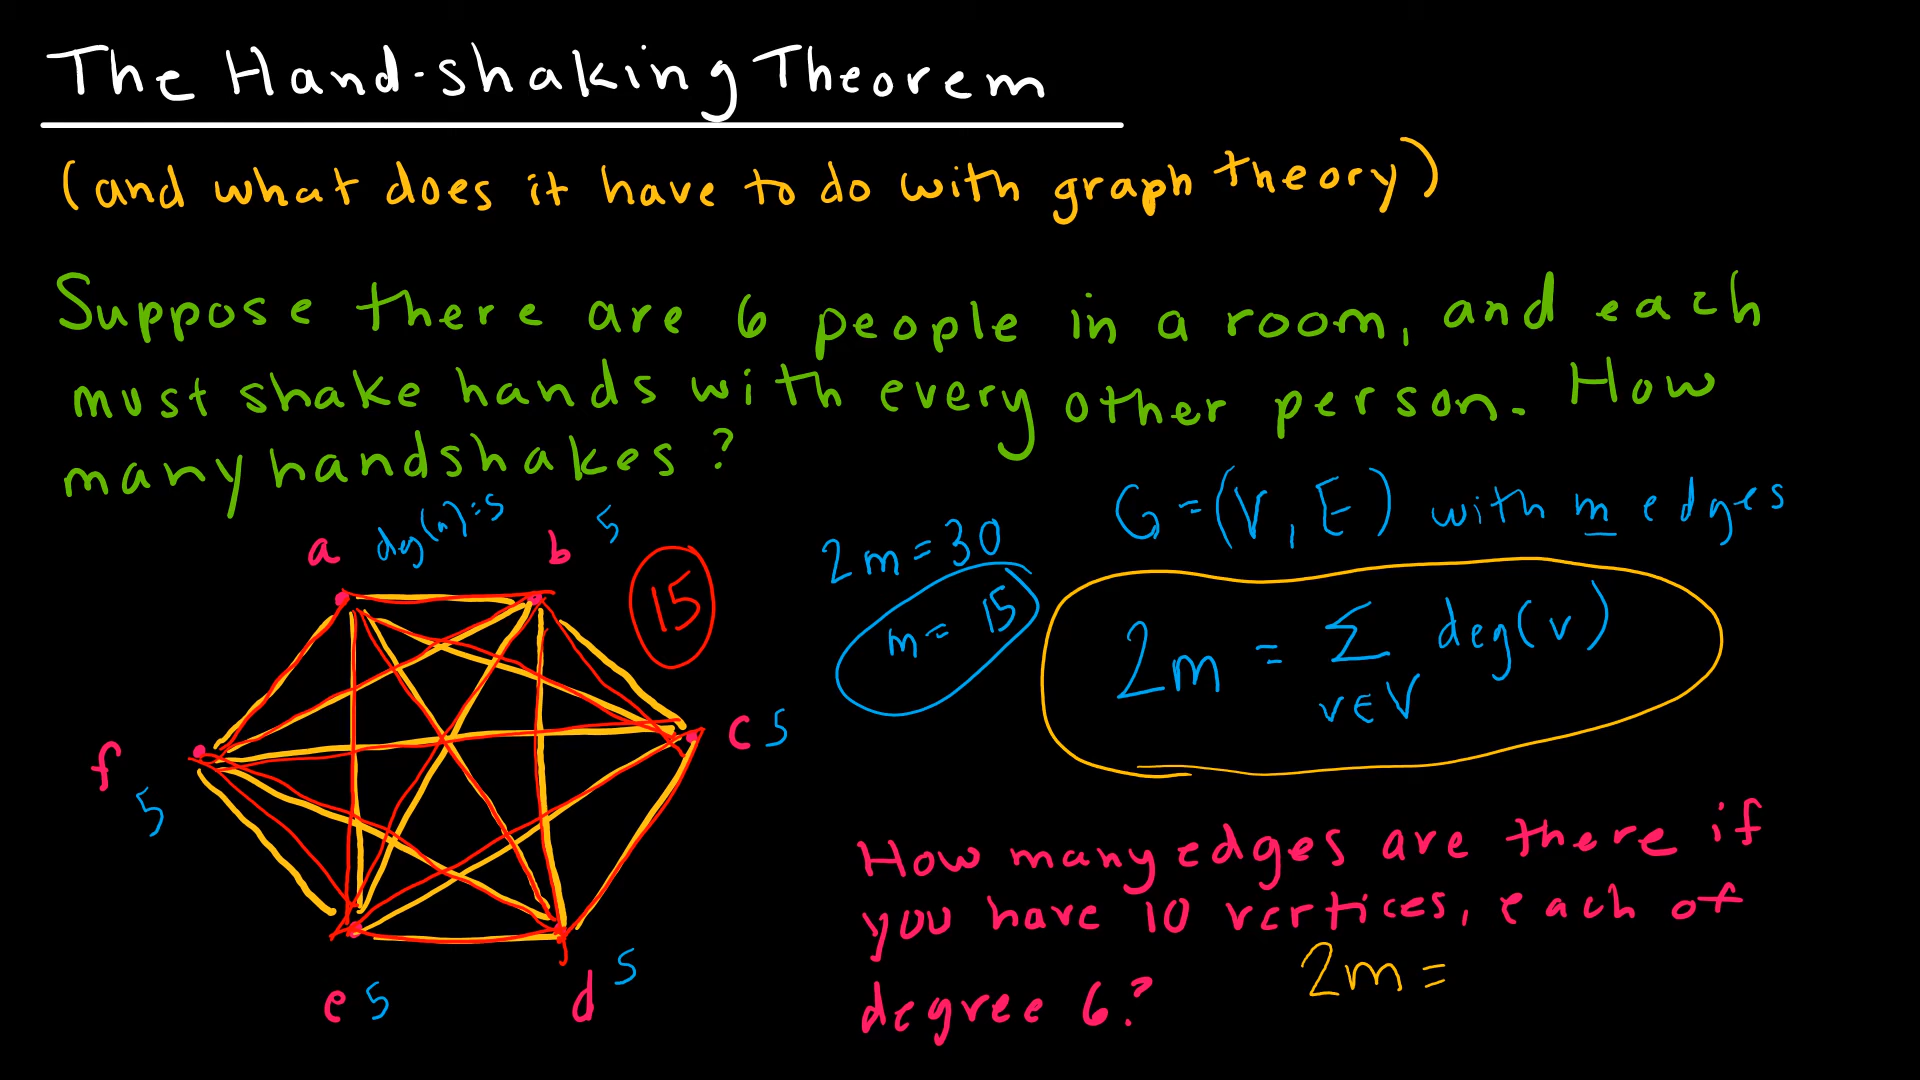 The Hand-shaking Theorem
(and what does it have to do with graph theory)
Suppose there are 6 people in a room, and each
must shake hands with every other person. How
many handshakes?
G = (V, E) with m edges
deg(a)=5
a
b
5
15
2m = 30
m = 15
2m = Σ deg(v)
v∈V
c 5
f
5
e 5
d 5
How many edges are there if
you have 10 vertices, each of
degree 6?
2m =